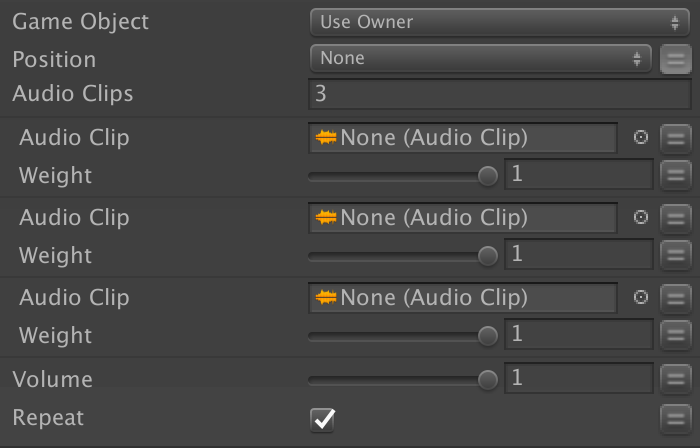 Game Object Use Owner
Position None
Audio Clips 3
Audio Clip None (Audio Clip)
Weight 1
Audio Clip None (Audio Clip)
Weight 1
Audio Clip None (Audio Clip)
Weight 1
Volume 1
Repeat